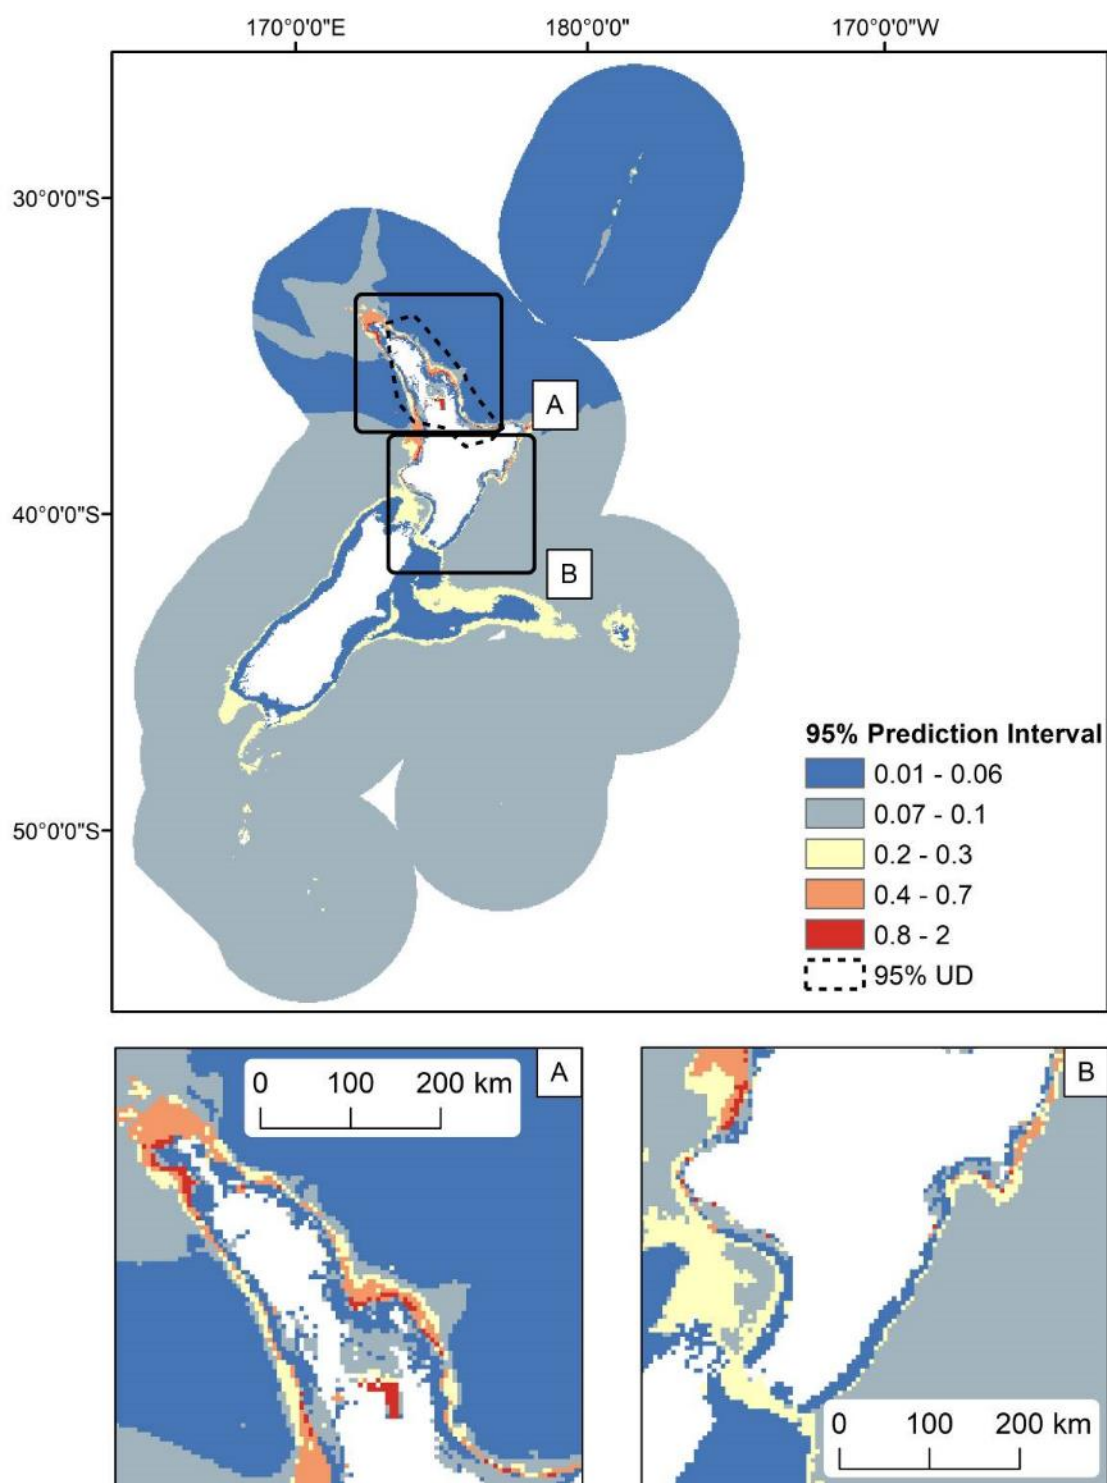 170°0'0"E 180°0'0" 170°0'0"W
30°0'0"S
A
40°0'0"S
B
50°0'0"S
95% Prediction Interval
0.01 - 0.06
0.07 - 0.1
0.2 - 0.3
0.4 - 0.7
0.8 - 2
95% UD
0 100 200 km
A
B
0 100 200 km